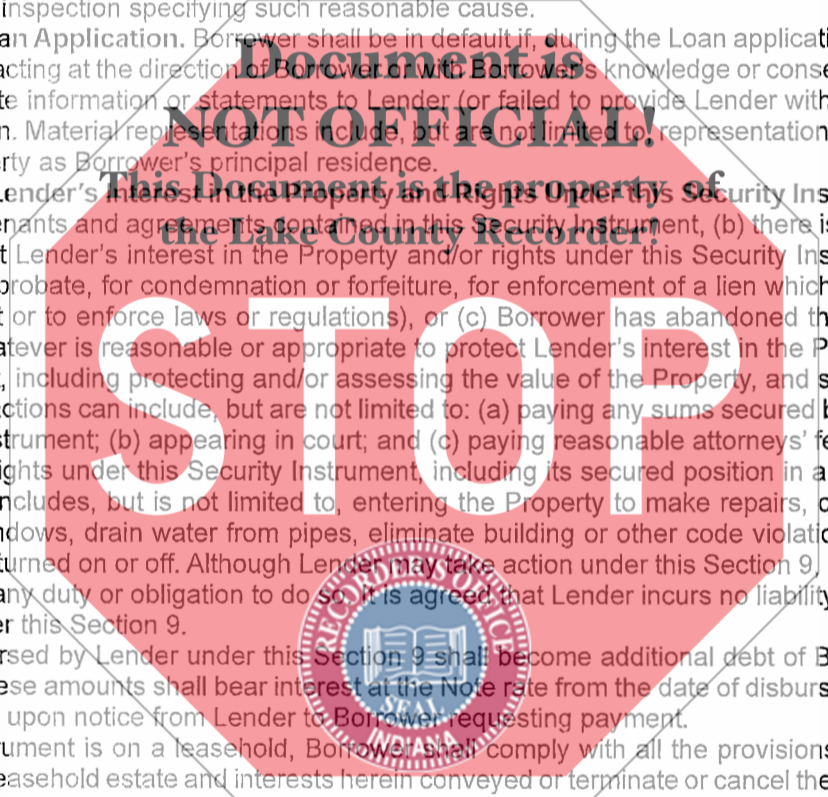 inspection specifying such reasonable cause.
an Application. Borrower shall be in default if, during the Loan applicati
acting at the direction of Borrower or with Borrower's knowledge or conse
te information or statements to Lender (or failed to provide Lender with
n. Material representations include, but are not limited to, representation
rty as Borrower's principal residence.
Document is
NOT OFFICIAL!
This Document is the property of
the Lake County Recorder!
Lender's Interest in the Property and Rights Under this Security Ins
enants and agreements contained in this Security Instrument, (b) there is
t Lender's interest in the Property and/or rights under this Security Ins
probate, for condemnation or forfeiture, for enforcement of a lien which
t or to enforce laws or regulations), or (c) Borrower has abandoned th
atever is reasonable or appropriate to protect Lender's interest in the P
, including protecting and/or assessing the value of the Property, and s
ctions can include, but are not limited to: (a) paying any sums secured b
strument; (b) appearing in court; and (c) paying reasonable attorneys' fe
ights under this Security Instrument, including its secured position in a
ncludes, but is not limited to, entering the Property to make repairs, c
ndows, drain water from pipes, eliminate building or other code violatio
turned on or off. Although Lender may take action under this Section 9,
any duty or obligation to do so. It is agreed that Lender incurs no liability
er this Section 9.
STOP
rsed by Lender under this Section 9 shall become additional debt of B
ese amounts shall bear interest at the Note rate from the date of disburs
upon notice from Lender to Borrower requesting payment.
rument is on a leasehold, Borrower shall comply with all the provisions
easehold estate and interests herein conveyed or terminate or cancel the
RECORDER'S OFFICE
SEAL
INDIANA